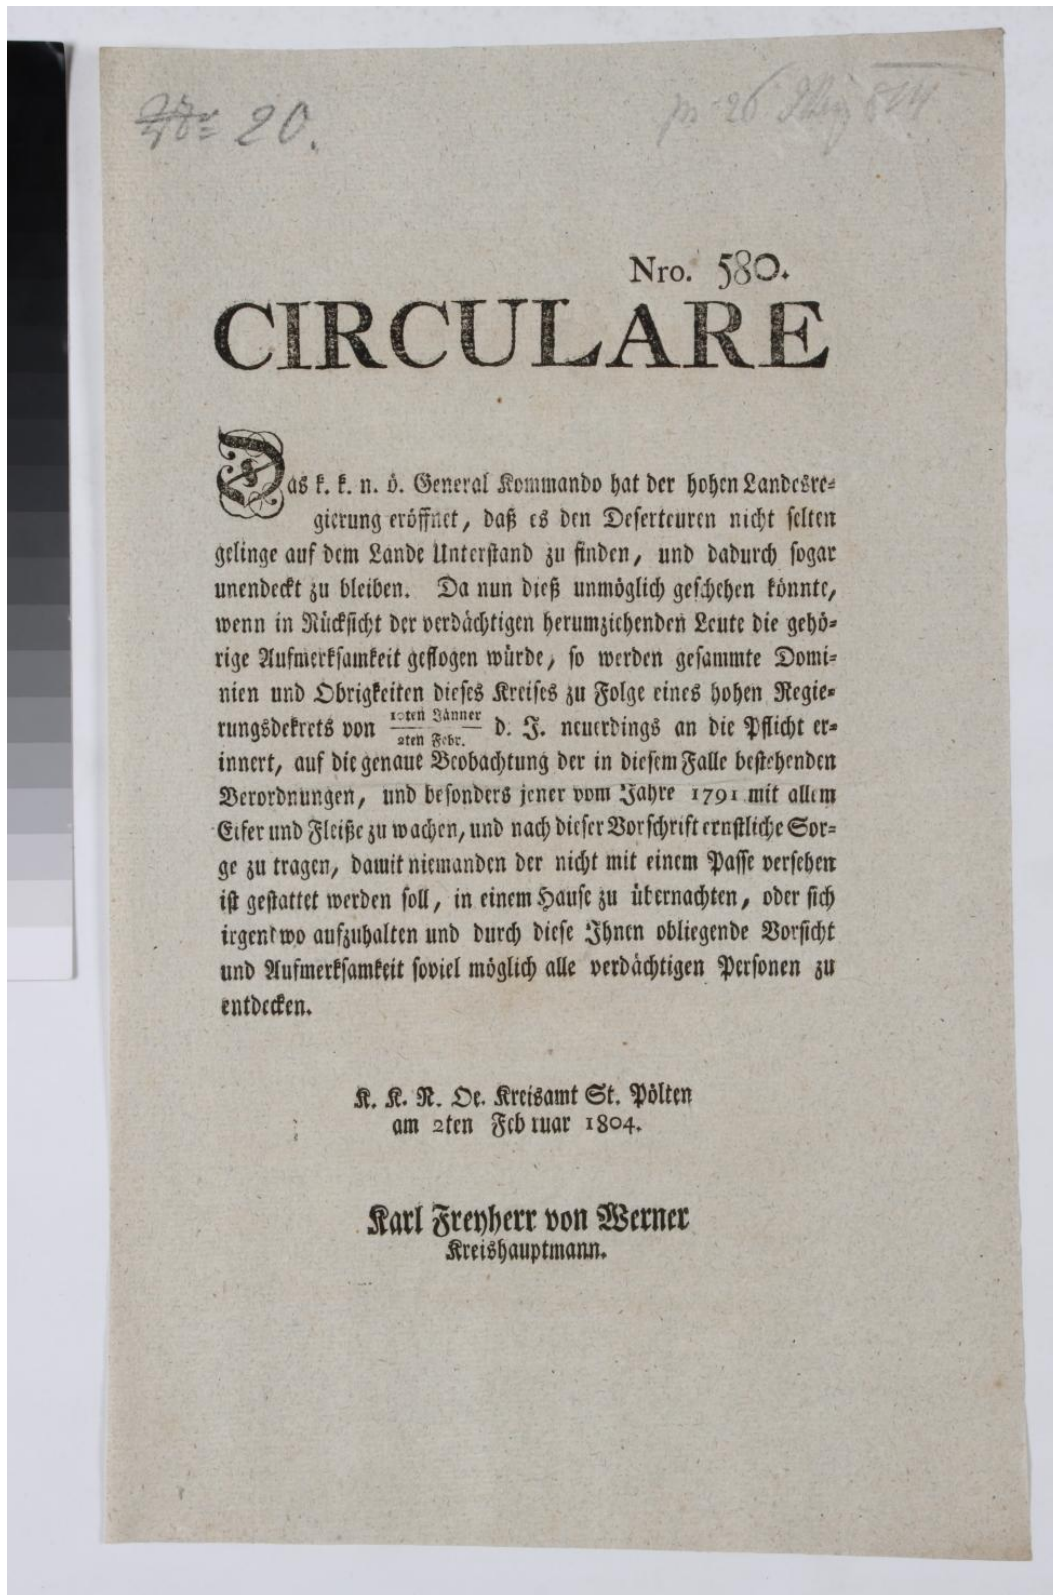 20.
Nro. 580.
CIRCULARE
Das k. k. n. ö. General Kommando hat der hohen Landesre-
gierung eröffnet, daß es den Deserteuren nicht selten
gelinge auf dem Lande Unterstand zu finden, und dadurch sogar
unendeckt zu bleiben. Da nun dieß unmöglich geschehen könnte,
wenn in Rücksicht der verdächtigen herumziehenden Leute die gehö-
rige Aufmerksamkeit geflogen würde, so werden gesammte Domi-
nien und Obrigkeiten dieses Kreises zu Folge eines hohen Regie-
rungsdekrets von 10ten Jänner / 2ten Febr. d. J. neuerdings an die Pflicht er-
innert, auf die genaue Beobachtung der in diesem Falle bestehenden
Verordnungen, und besonders jener vom Jahre 1791 mit allem
Eifer und Fleiße zu wachen, und nach dieser Vorschrift ernstliche Sor-
ge zu tragen, damit niemanden der nicht mit einem Passe versehen
ist gestattet werden soll, in einem Hause zu übernachten, oder sich
irgendwo aufzuhalten und durch diese Ihnen obliegende Vorsicht
und Aufmerksamkeit soviel möglich alle verdächtigen Personen zu
entdecken.
K. K. N. Oe. Kreisamt St. Pölten
am 2ten Februar 1804.
Karl Freyherr von Werner
Kreishauptmann.